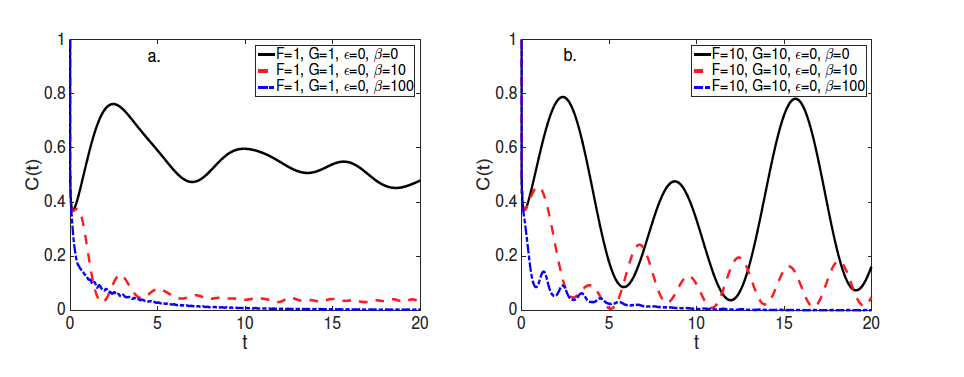 a.
F=1, G=1, ϵ=0, β=0
F=1, G=1, ϵ=0, β=10
F=1, G=1, ϵ=0, β=100
C(t)
1
0.8
0.6
0.4
0.2
0
0
5
10
15
20
t
b.
F=10, G=10, ϵ=0, β=0
F=10, G=10, ϵ=0, β=10
F=10, G=10, ϵ=0, β=100
C(t)
1
0.8
0.6
0.4
0.2
0
0
5
10
15
20
t